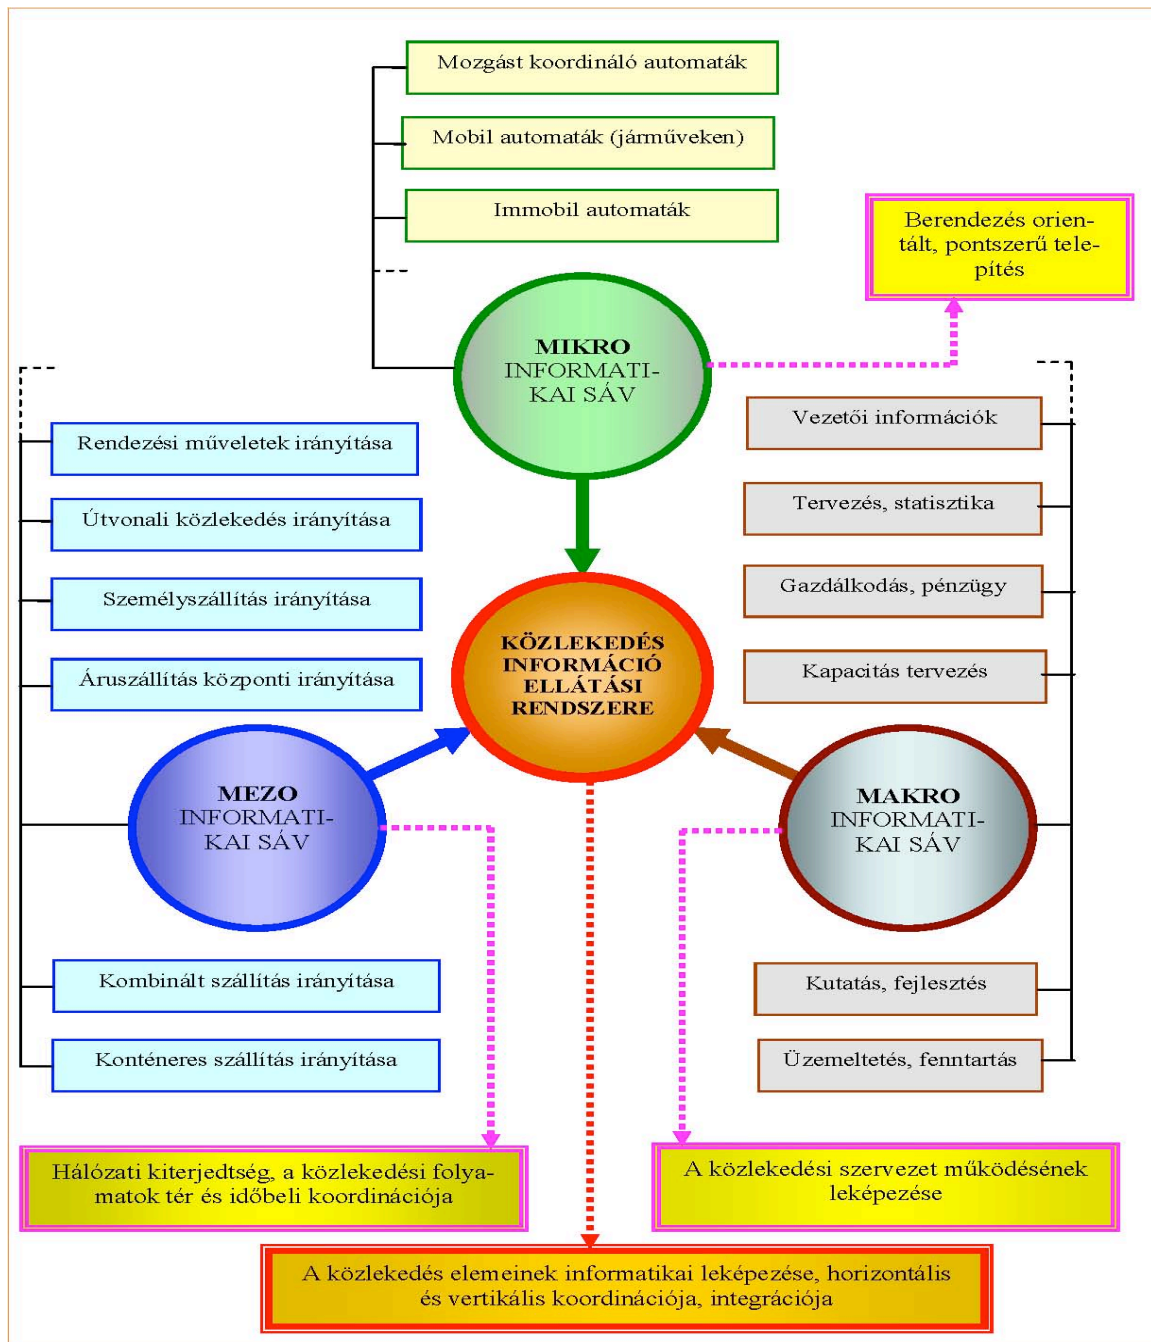 Mozgást koordináló automaták
Mobil automaták (járműveken)
Immobil automaták
Berendezés orien-
tált, pontszerű tele-
pítés
MIKRO
INFORMATI-
KAI SÁV
Rendezési műveletek irányítása
Útvonali közlekedés irányítása
Személyszállítás irányítása
Áruszállítás központi irányítása
Vezetői információk
Tervezés, statisztika
Gazdálkodás, pénzügy
Kapacitás tervezés
KÖZLEKEDÉS
INFORMÁCIÓ
ELLÁTÁSI
RENDSZERE
MEZO
INFORMATI-
KAI SÁV
MAKRO
INFORMATI-
KAI SÁV
Kombinált szállítás irányítása
Konténeres szállítás irányítása
Kutatás, fejlesztés
Üzemeltetés, fenntartás
Hálózati kiterjedtség, a közlekedési folya-
matok tér és időbeli koordinációja
A közlekedési szervezet működésének
leképezése
A közlekedés elemeinek informatikai leképezése, horizontális
és vertikális koordinációja, integrációja